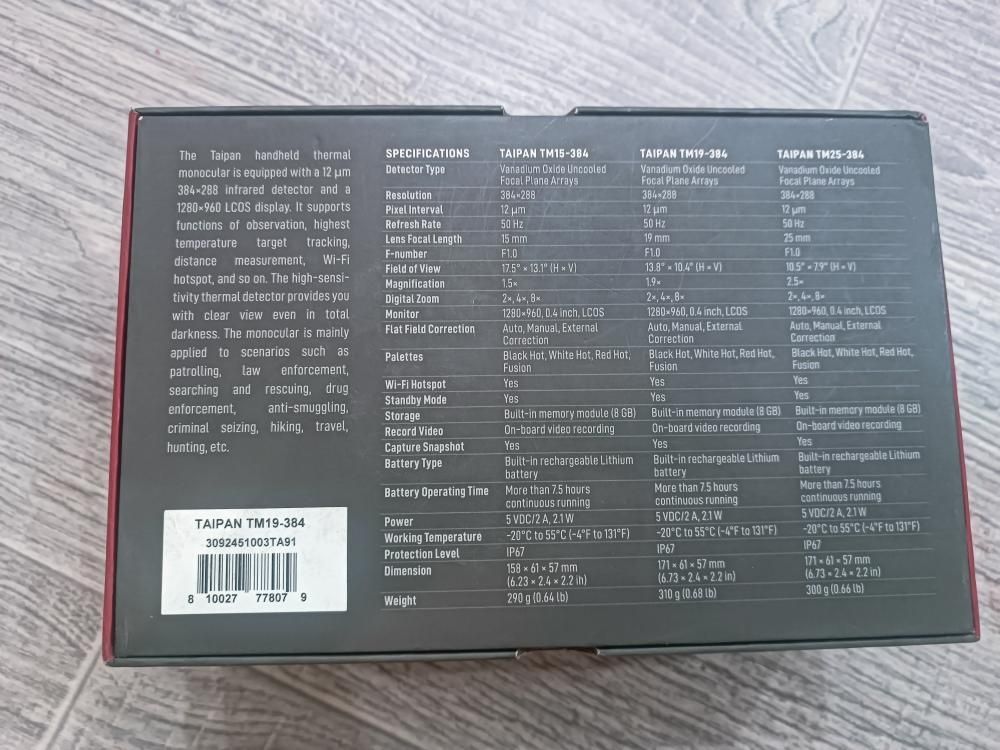 The Taipan handheld thermal
monocular is equipped with a 12 μm
384×288 infrared detector and a
1280×960 LCOS display. It supports
functions of observation, highest
temperature target tracking,
distance measurement, Wi-Fi
hotspot, and so on. The high-sensi-
tivity thermal detector provides you
with clear view even in total
darkness. The monocular is mainly
applied to scenarios such as
patrolling, law enforcement,
searching and rescuing, drug
enforcement, anti-smuggling,
criminal seizing, hiking, travel,
hunting, etc.
TAIPAN TM19-384
3092451003TA91
8 10027 77807 9
SPECIFICATIONS TAIPAN TM15-384 TAIPAN TM19-384 TAIPAN TM25-384
Detector Type Vanadium Oxide Uncooled Vanadium Oxide Uncooled Vanadium Oxide Uncooled
Focal Plane Arrays Focal Plane Arrays Focal Plane Arrays
Resolution 384×288 384×288 384×288
Pixel Interval 12 μm 12 μm 12 μm
Refresh Rate 50 Hz 50 Hz 50 Hz
Lens Focal Length 15 mm 19 mm 25 mm
F-number F1.0 F1.0 F1.0
Field of View 17.5° × 13.1° (H × V) 13.8° × 10.4° (H × V) 10.5° × 7.9° (H × V)
Magnification 1.5× 1.9× 2.5×
Digital Zoom 2×, 4×, 8× 2×, 4×, 8× 2×, 4×, 8×
Monitor 1280×960, 0.4 inch, LCOS 1280×960, 0.4 inch, LCOS 1280×960, 0.4 inch, LCOS
Flat Field Correction Auto, Manual, External Auto, Manual, External Auto, Manual, External
Correction Correction Correction
Palettes Black Hot, White Hot, Red Hot, Black Hot, White Hot, Red Hot, Black Hot, White Hot, Red Hot,
Fusion Fusion Fusion
Wi-Fi Hotspot Yes Yes Yes
Standby Mode Yes Yes Yes
Storage Built-in memory module (8 GB) Built-in memory module (8 GB) Built-in memory module (8 GB)
Record Video On-board video recording On-board video recording On-board video recording
Capture Snapshot Yes Yes Yes
Battery Type Built-in rechargeable Lithium Built-in rechargeable Lithium Built-in rechargeable Lithium
battery battery battery
Battery Operating Time More than 7.5 hours More than 7.5 hours More than 7.5 hours
continuous running continuous running continuous running
Power 5 VDC/2 A, 2.1 W 5 VDC/2 A, 2.1 W 5 VDC/2 A, 2.1 W
Working Temperature -20°C to 55°C (-4°F to 131°F) -20°C to 55°C (-4°F to 131°F) -20°C to 55°C (-4°F to 131°F)
Protection Level IP67 IP67 IP67
Dimension 158 × 61 × 57 mm 171 × 61 × 57 mm 171 × 61 × 57 mm
(6.23 × 2.4 × 2.2 ih) (6.73 × 2.4 × 2.2 in) (6.73 × 2.4 × 2.2 in)
Weight 290 g (0.64 lb) 310 g (0.68 lb) 300 g (0.66 lb)